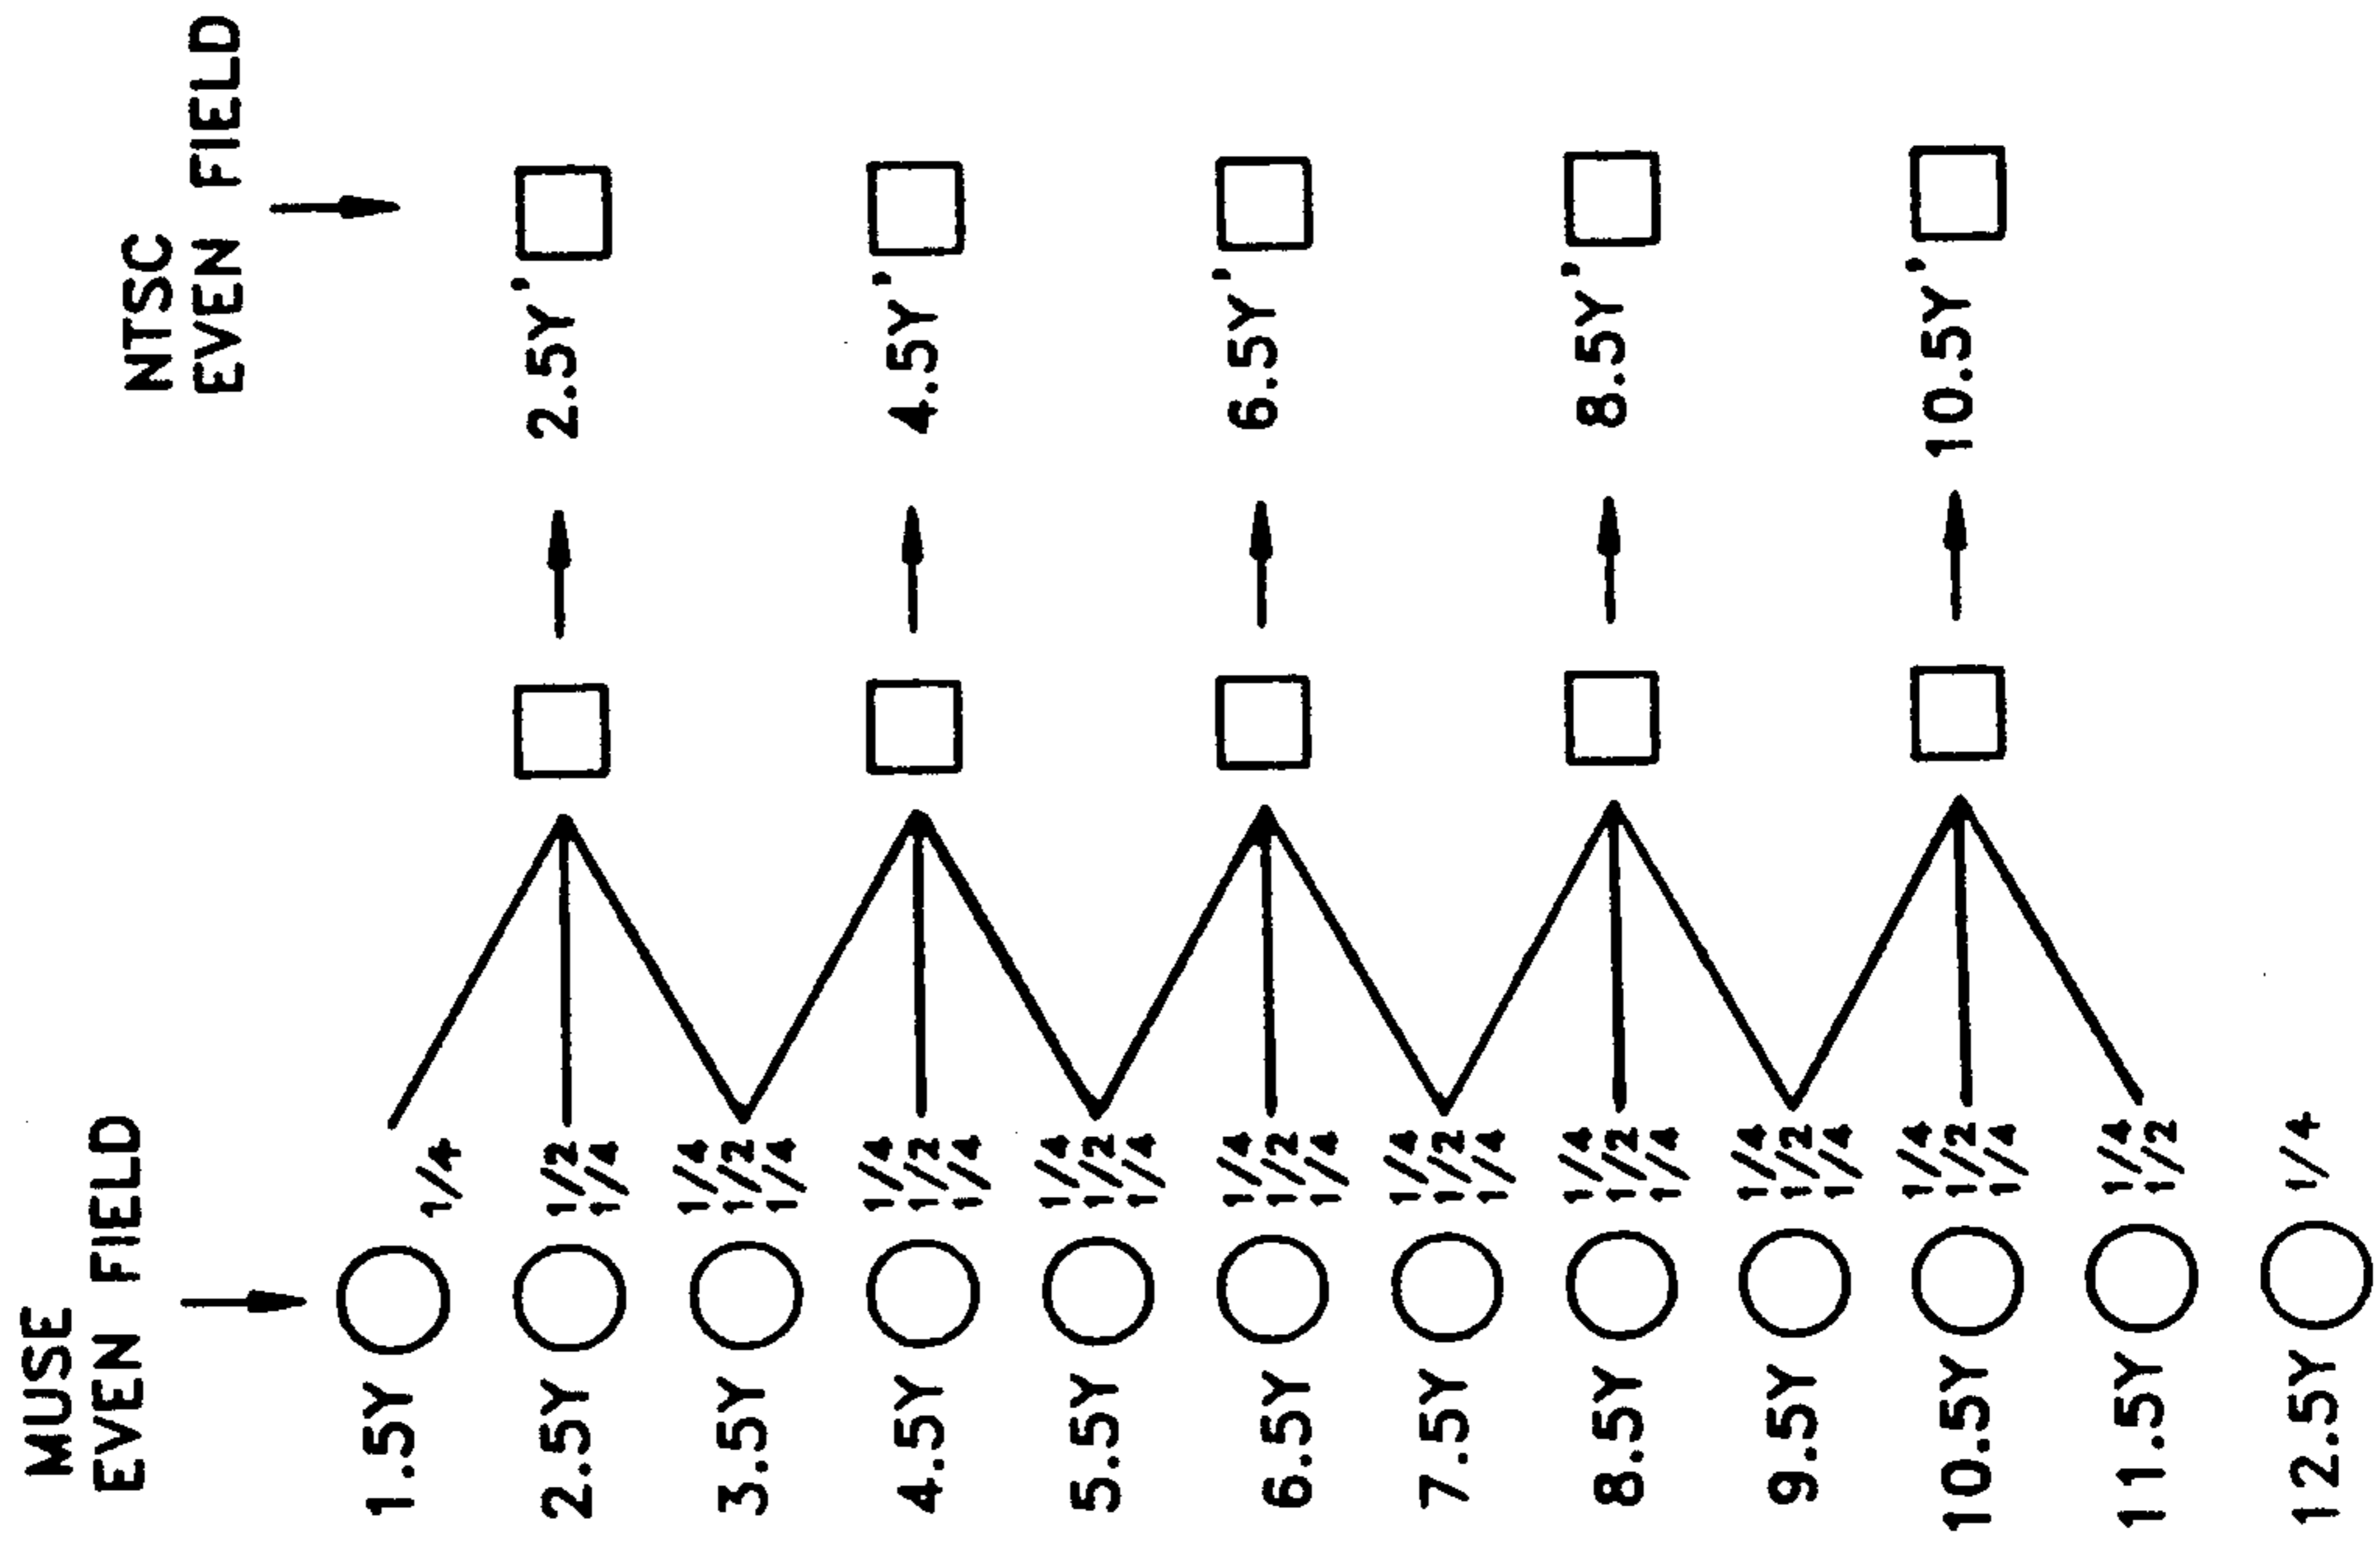 MUSE
EVEN FIELD
NTSC
EVEN FIELD
1.5Y
1/4
2.5Y
1/2
1/4
2.5Y'
3.5Y
1/4
1/2
1/4
4.5Y
1/4
1/2
1/4
4.5Y'
5.5Y
1/4
1/2
1/4
6.5Y
1/4
1/2
1/4
6.5Y'
7.5Y
1/4
1/2
1/4
8.5Y
1/4
1/2
1/4
8.5Y'
9.5Y
1/4
1/2
1/4
10.5Y
1/4
1/2
1/4
10.5Y'
11.5Y
1/4
1/2
12.5Y
1/4